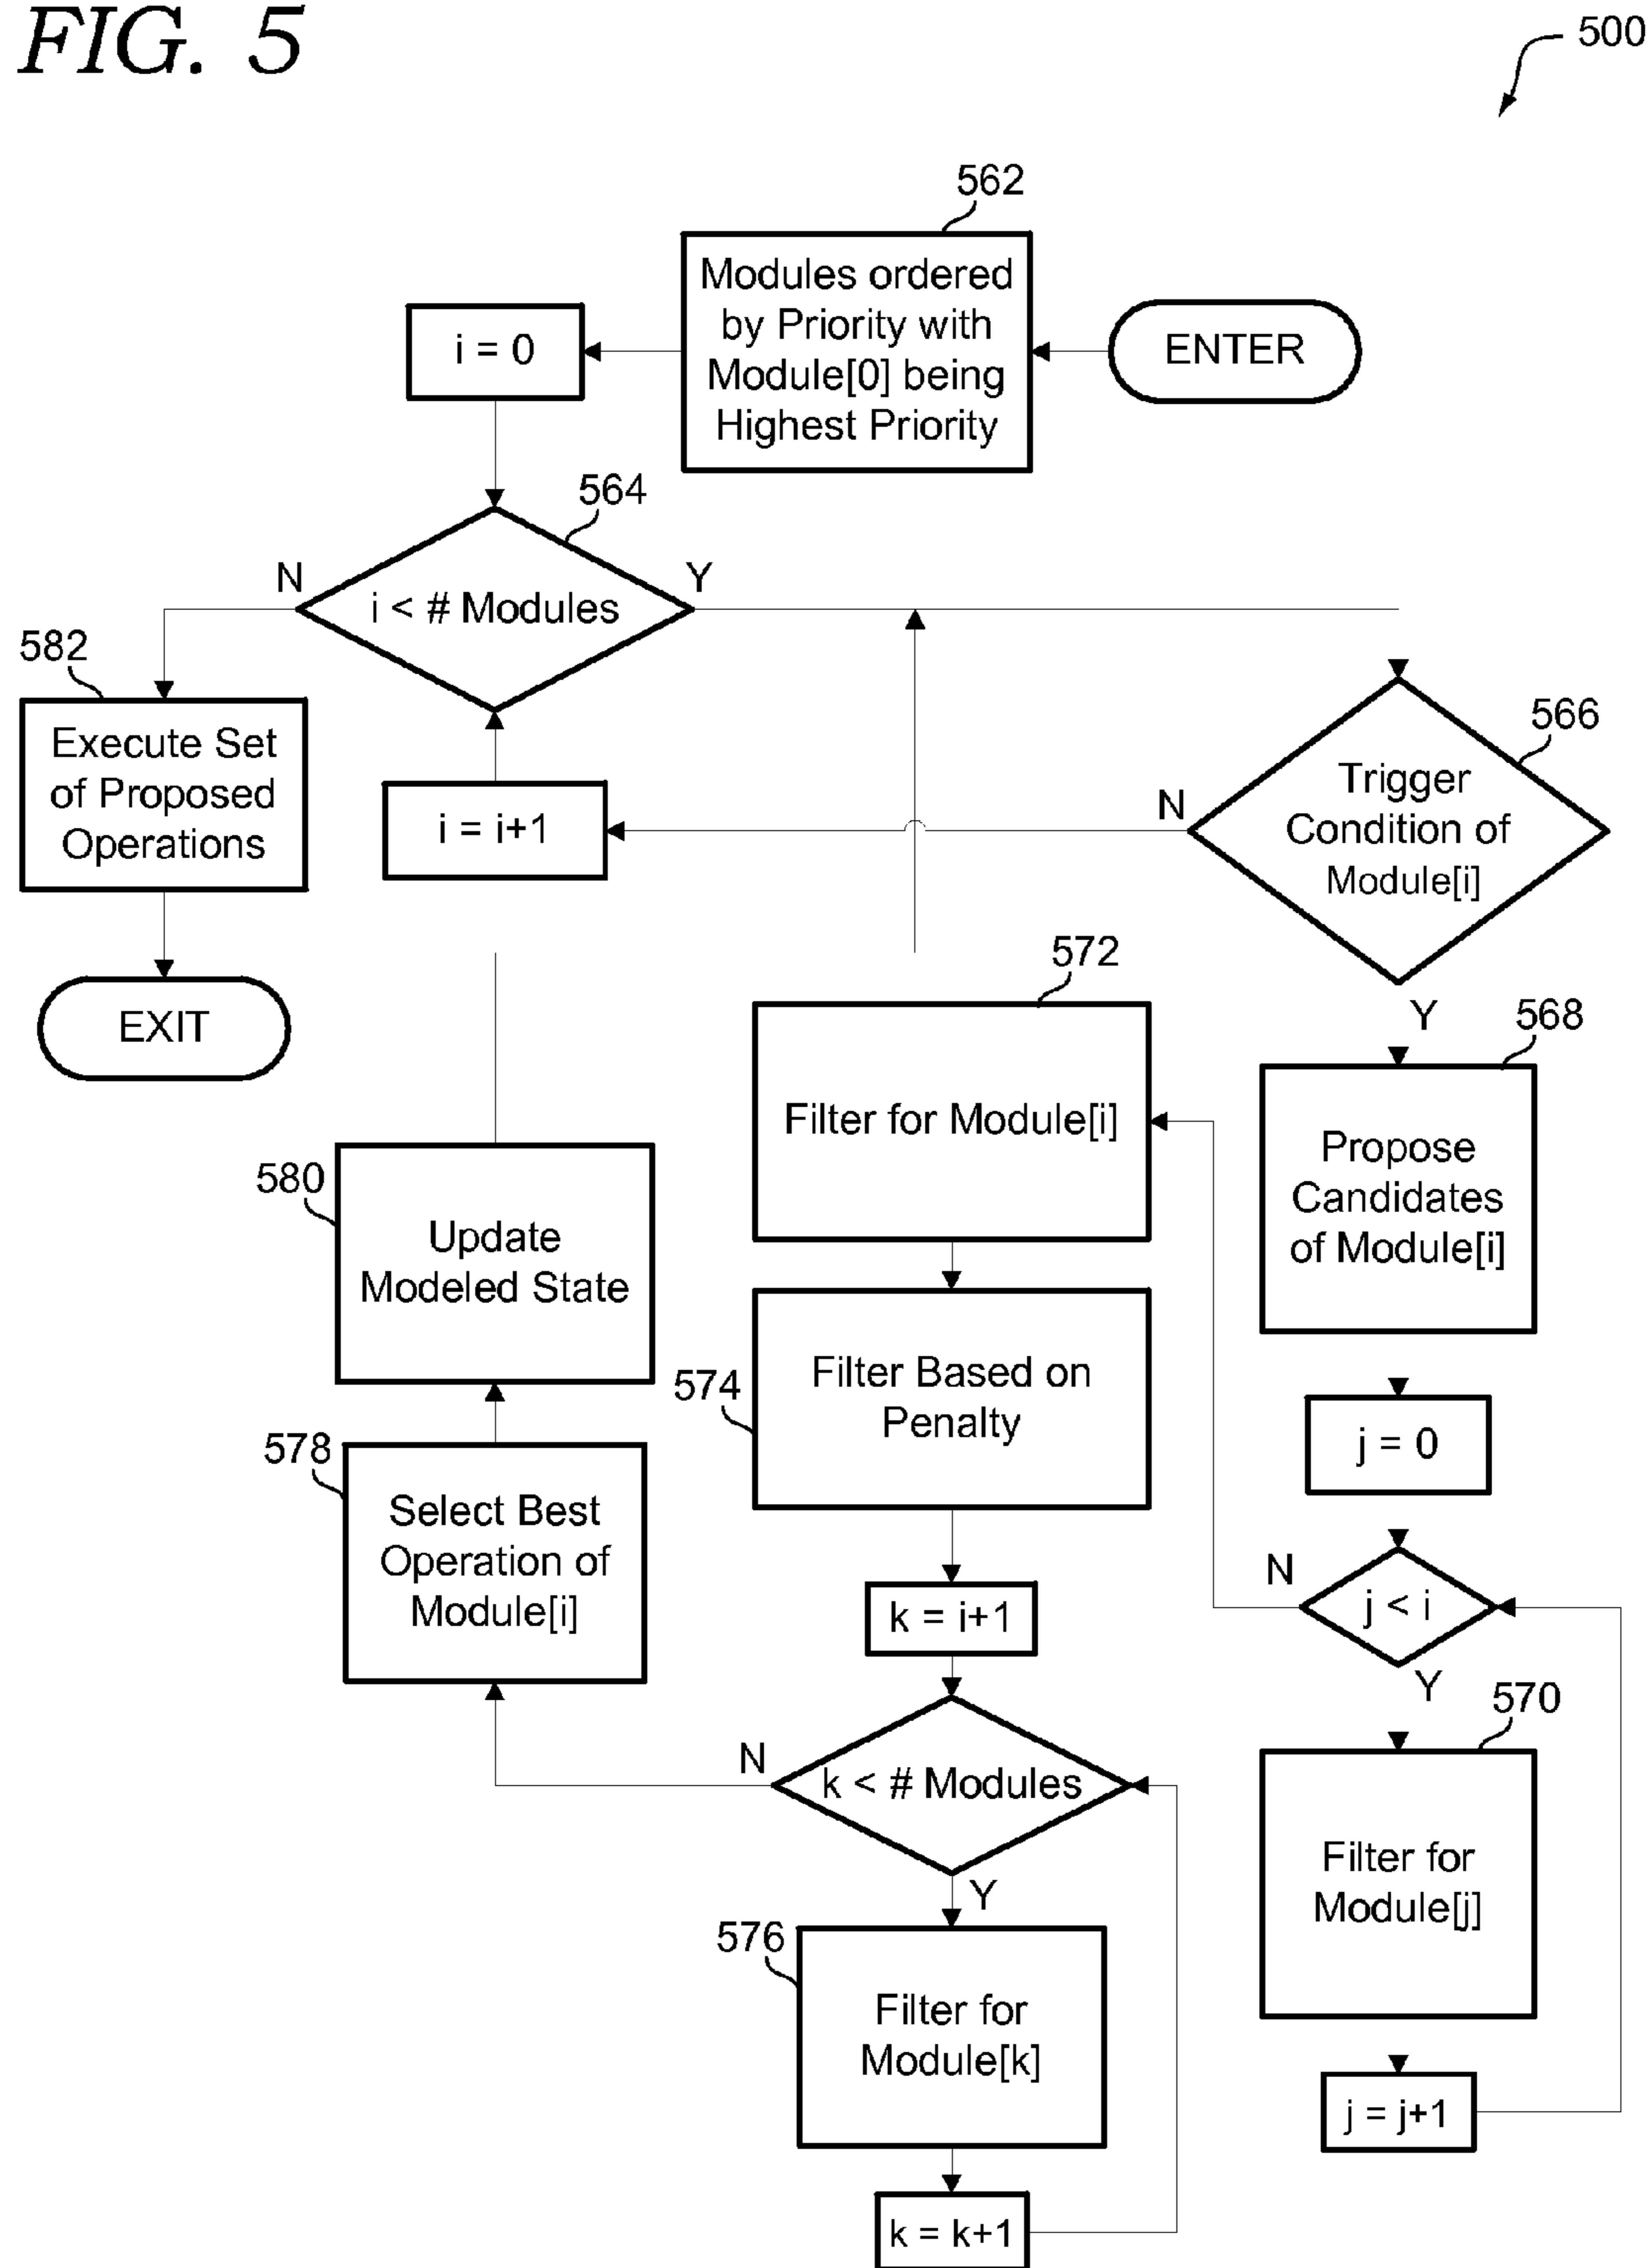 FIG. 5
500
562
Modules ordered
by Priority with
Module[0] being
Highest Priority
ENTER
i = 0
564
N
i < # Modules
Y
582
Execute Set
of Proposed
Operations
EXIT
i = i+1
566
N
Trigger
Condition of
Module[i]
Y
568
Propose
Candidates
of Module[i]
j = 0
N
j < i
Y
570
Filter for
Module[j]
j = j+1
572
Filter for Module[i]
574
Filter Based on
Penalty
k = i+1
N
k < # Modules
Y
576
Filter for
Module[k]
k = k+1
578
Select Best
Operation of
Module[i]
580
Update
Modeled State